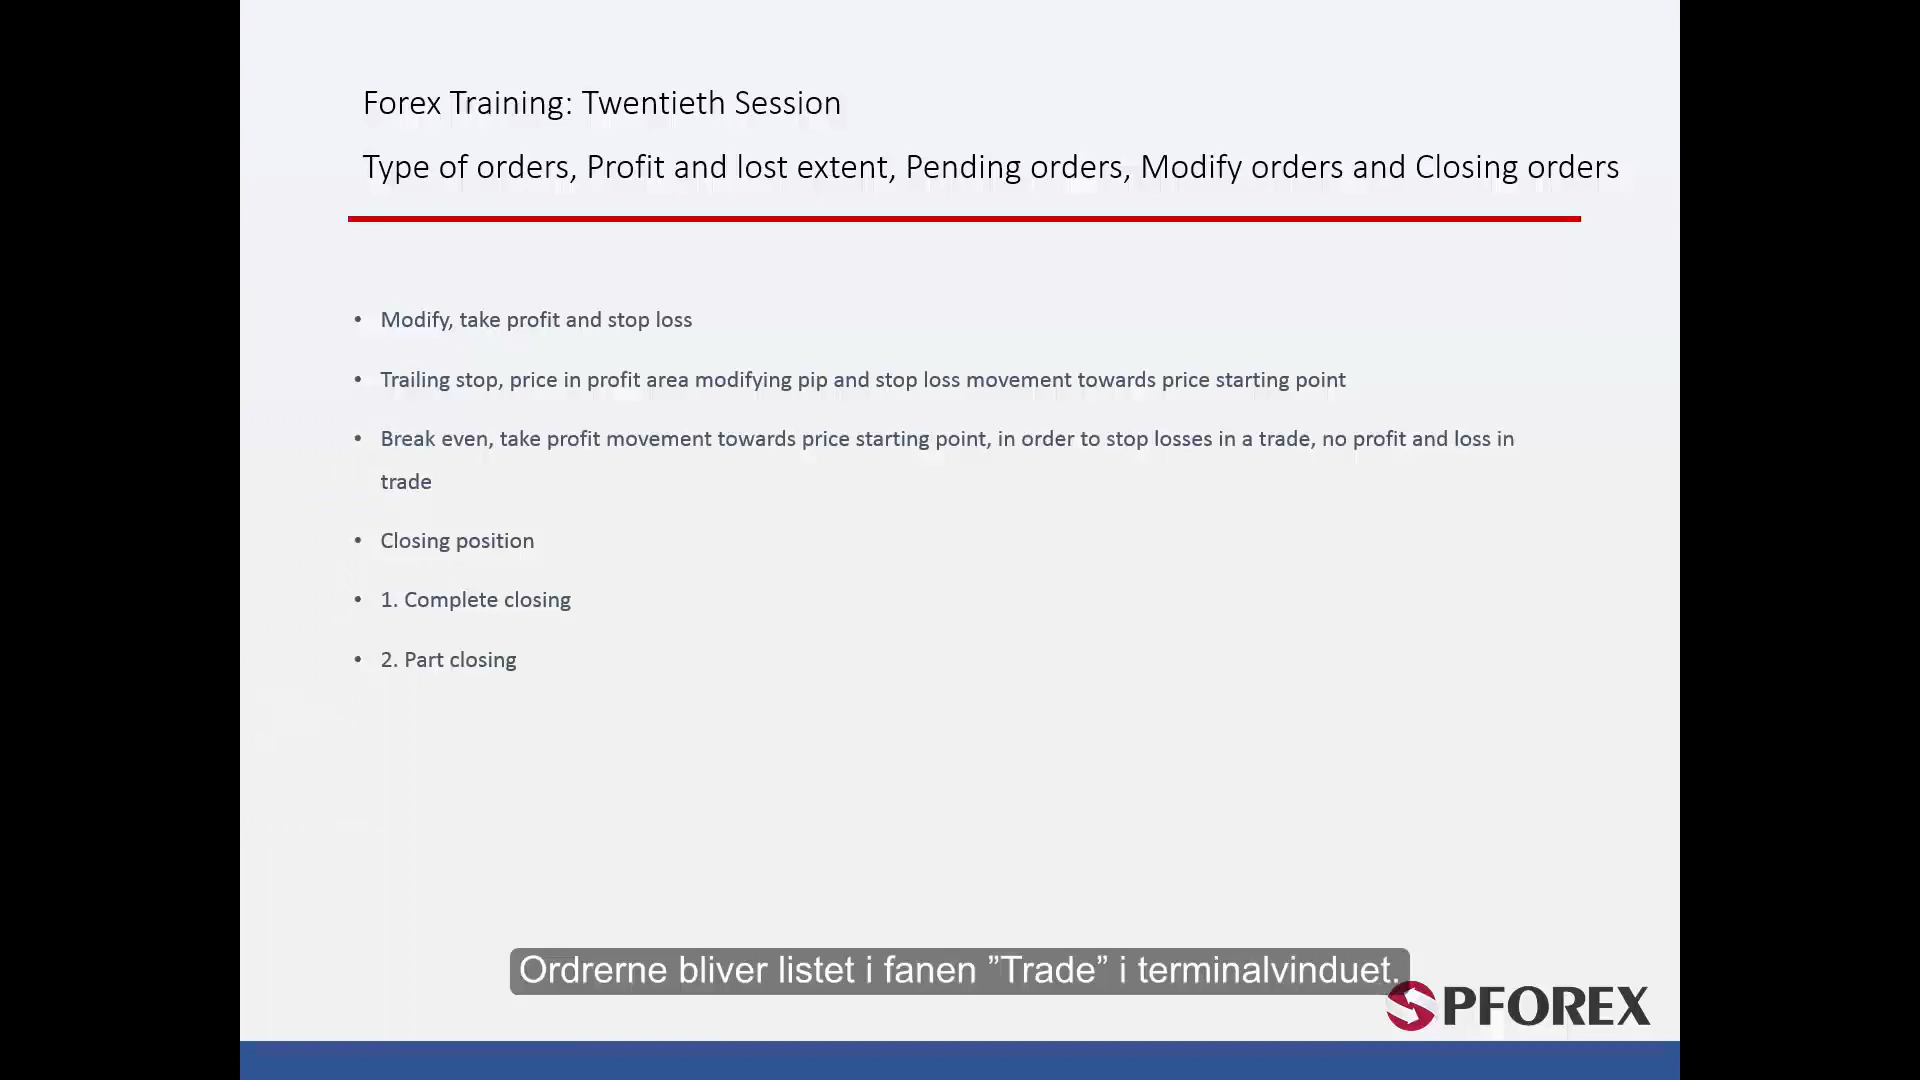 Forex Training: Twentieth Session
Type of orders, Profit and lost extent, Pending orders, Modify orders and Closing orders
• Modify, take profit and stop loss
• Trailing stop, price in profit area modifying pip and stop loss movement towards price starting point
• Break even, take profit movement towards price starting point, in order to stop losses in a trade, no profit and loss in
trade
• Closing position
• 1. Complete closing
• 2. Part closing
Ordrerne bliver listet i fanen ”Trade” i terminalvinduet.
SPFOREX